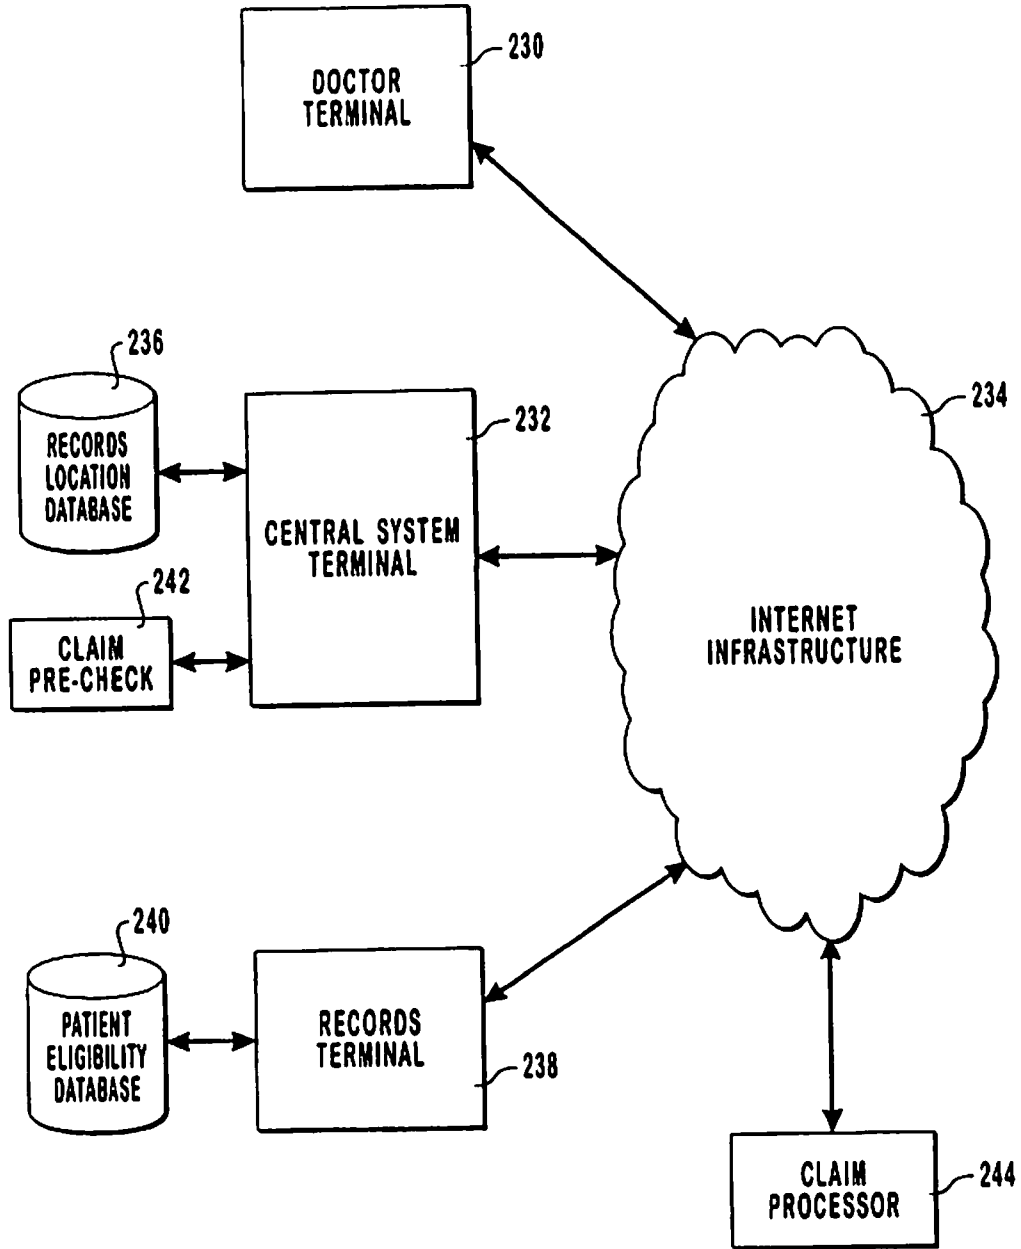 230
DOCTOR
TERMINAL
236
RECORDS
LOCATION
DATABASE
232
CENTRAL SYSTEM
TERMINAL
234
INTERNET
INFRASTRUCTURE
242
CLAIM
PRE-CHECK
240
PATIENT
ELIGIBILITY
DATABASE
RECORDS
TERMINAL
238
CLAIM
PROCESSOR
244